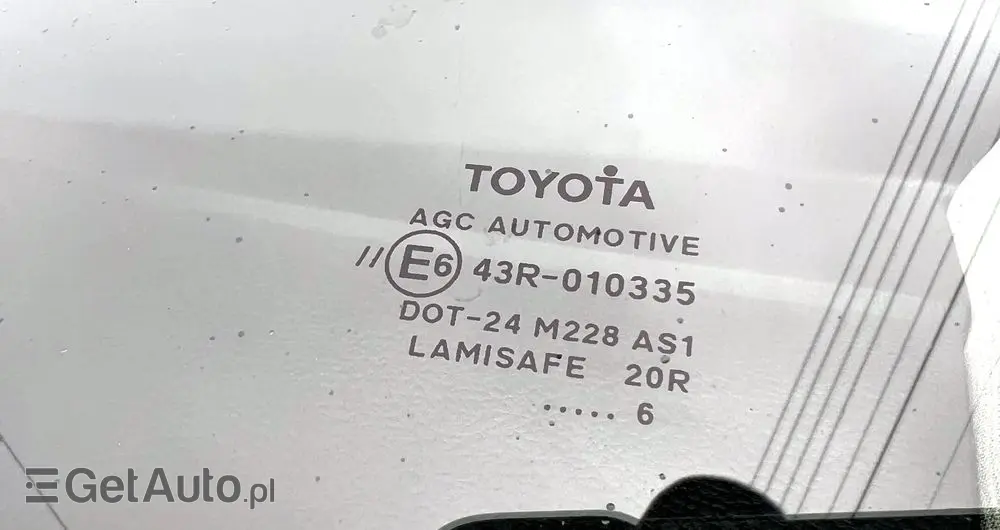 TOYOTA
AGC AUTOMOTIVE
// E6 43R-010335
DOT-24 M228 AS1
LAMISAFE 20R
..... 6
GetAuto.pl